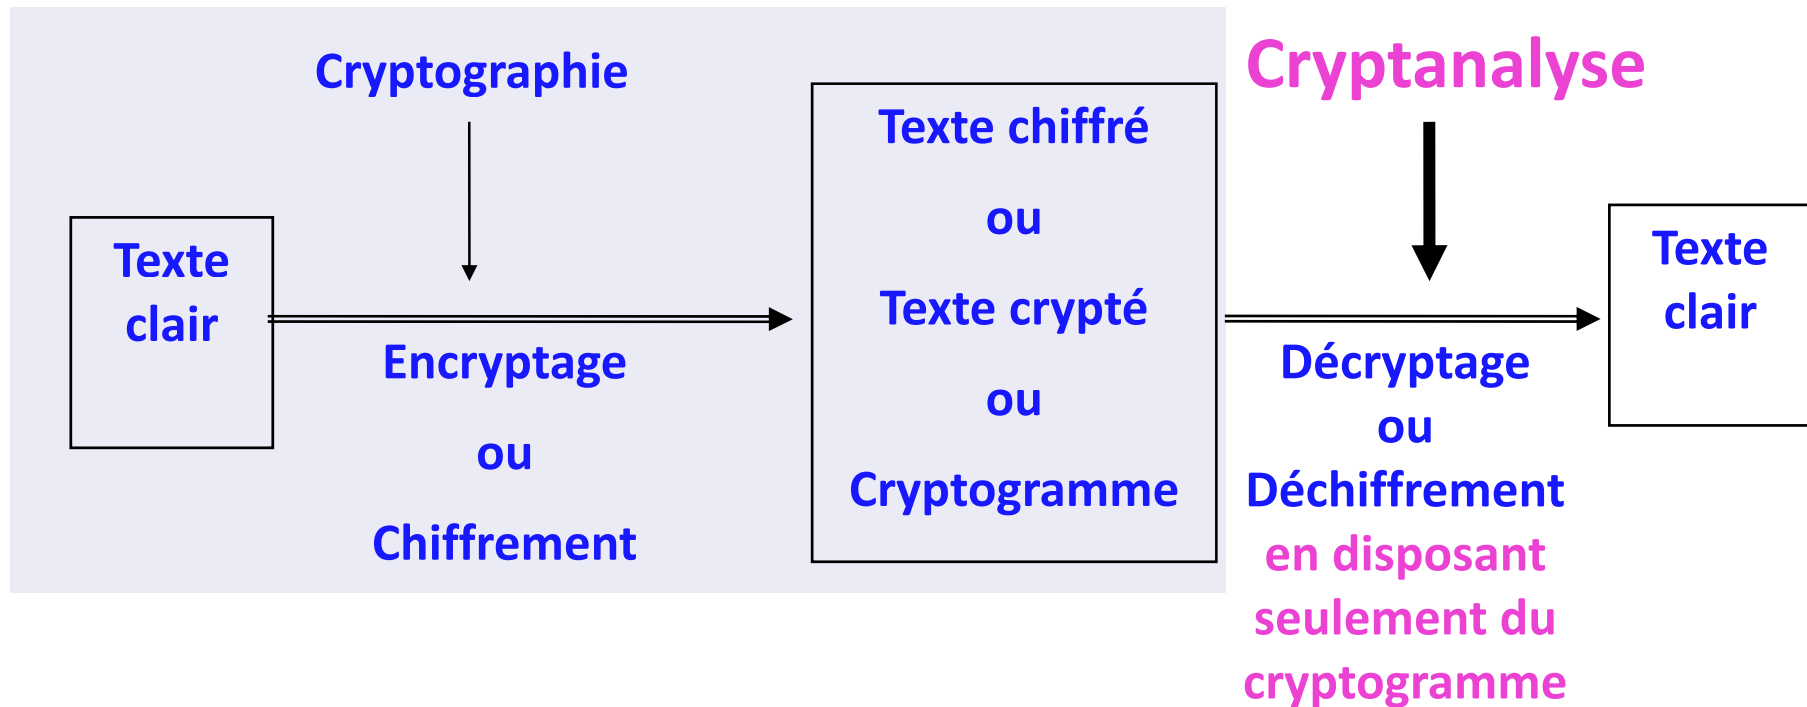 Cryptographie
Texte
clair
Encryptage
ou
Chiffrement
Texte chiffré
ou
Texte crypté
ou
Cryptogramme
Cryptanalyse
Décryptage
ou
Déchiffrement
en disposant
seulement du
cryptogramme
Texte
clair